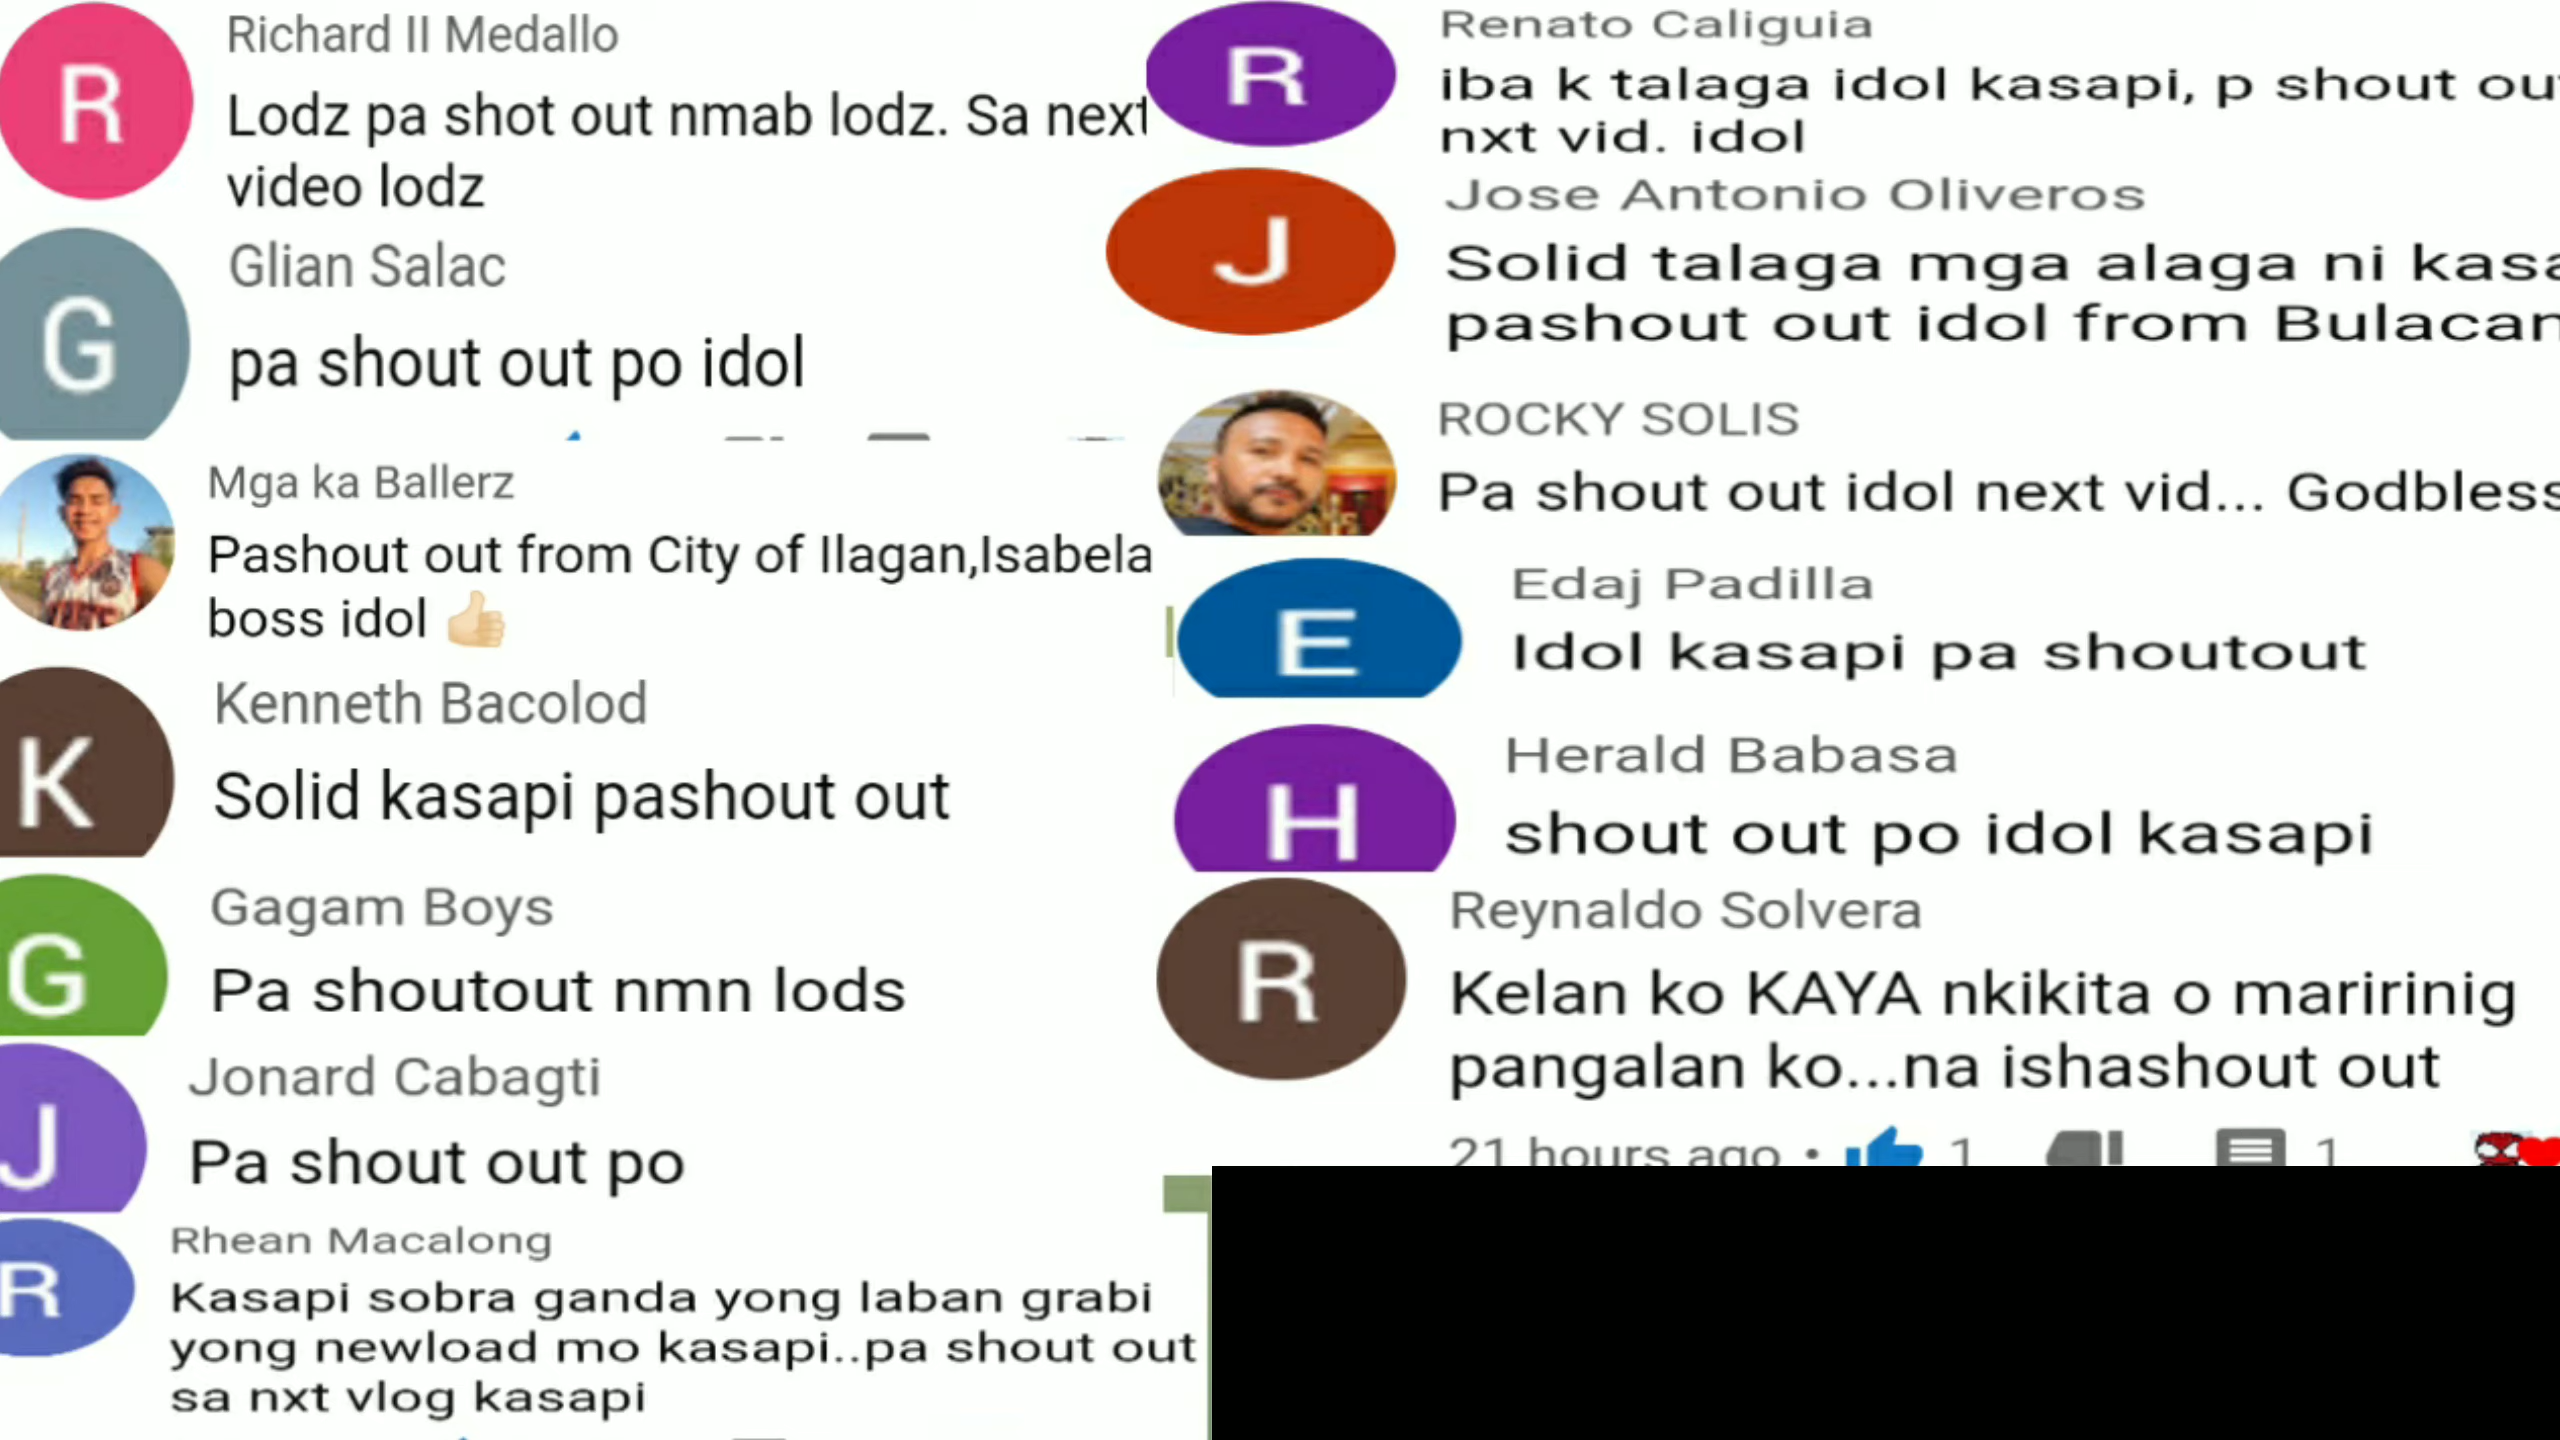 R
Richard II Medallo
Lodz pa shot out nmab lodz. Sa next
video lodz
G
Glian Salac
pa shout out po idol
Mga ka Ballerz
Pashout out from City of Ilagan,Isabela
boss idol 👍🏻
K
Kenneth Bacolod
Solid kasapi pashout out
G
Gagam Boys
Pa shoutout nmn lods
J
Jonard Cabagti
Pa shout out po
R
Rhean Macalong
Kasapi sobra ganda yong laban grabi
yong newload mo kasapi..pa shout out
sa nxt vlog kasapi
R
Renato Caliguia
iba k talaga idol kasapi, p shout ou
nxt vid. idol
J
Jose Antonio Oliveros
Solid talaga mga alaga ni kasa
pashout out idol from Bulacan
ROCKY SOLIS
Pa shout out idol next vid... Godbless
E
Edaj Padilla
Idol kasapi pa shoutout
H
Herald Babasa
shout out po idol kasapi
R
Reynaldo Solvera
Kelan ko KAYA nkikita o maririnig
pangalan ko...na ishashout out
21 hours ago • 1 1